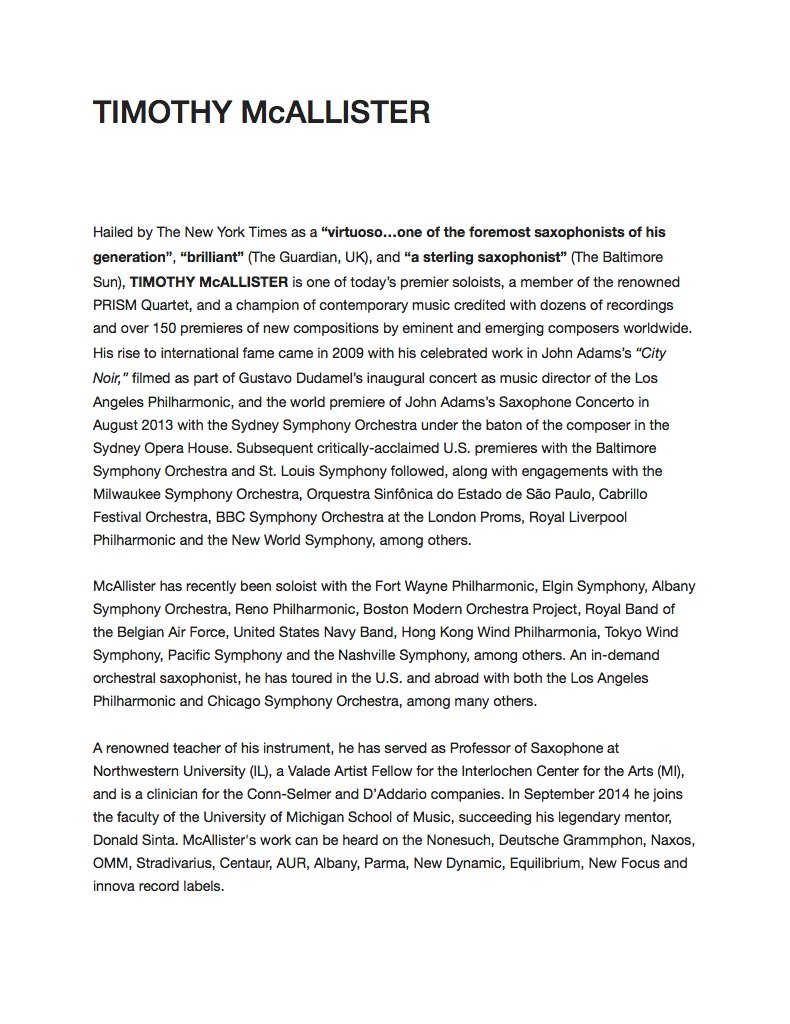 TIMOTHY McALLISTER
Hailed by The New York Times as a “virtuoso…one of the foremost saxophonists of his
generation”, “brilliant” (The Guardian, UK), and “a sterling saxophonist” (The Baltimore
Sun), TIMOTHY McALLISTER is one of today’s premier soloists, a member of the renowned
PRISM Quartet, and a champion of contemporary music credited with dozens of recordings
and over 150 premieres of new compositions by eminent and emerging composers worldwide.
His rise to international fame came in 2009 with his celebrated work in John Adams’s “City
Noir,” filmed as part of Gustavo Dudamel’s inaugural concert as music director of the Los
Angeles Philharmonic, and the world premiere of John Adams’s Saxophone Concerto in
August 2013 with the Sydney Symphony Orchestra under the baton of the composer in the
Sydney Opera House. Subsequent critically-acclaimed U.S. premieres with the Baltimore
Symphony Orchestra and St. Louis Symphony followed, along with engagements with the
Milwaukee Symphony Orchestra, Orquestra Sinfônica do Estado de São Paulo, Cabrillo
Festival Orchestra, BBC Symphony Orchestra at the London Proms, Royal Liverpool
Philharmonic and the New World Symphony, among others.
McAllister has recently been soloist with the Fort Wayne Philharmonic, Elgin Symphony, Albany
Symphony Orchestra, Reno Philharmonic, Boston Modern Orchestra Project, Royal Band of
the Belgian Air Force, United States Navy Band, Hong Kong Wind Philharmonia, Tokyo Wind
Symphony, Pacific Symphony and the Nashville Symphony, among others. An in-demand
orchestral saxophonist, he has toured in the U.S. and abroad with both the Los Angeles
Philharmonic and Chicago Symphony Orchestra, among many others.
A renowned teacher of his instrument, he has served as Professor of Saxophone at
Northwestern University (IL), a Valade Artist Fellow for the Interlochen Center for the Arts (MI),
and is a clinician for the Conn-Selmer and D’Addario companies. In September 2014 he joins
the faculty of the University of Michigan School of Music, succeeding his legendary mentor,
Donald Sinta. McAllister's work can be heard on the Nonesuch, Deutsche Grammphon, Naxos,
OMM, Stradivarius, Centaur, AUR, Albany, Parma, New Dynamic, Equilibrium, New Focus and
innova record labels.